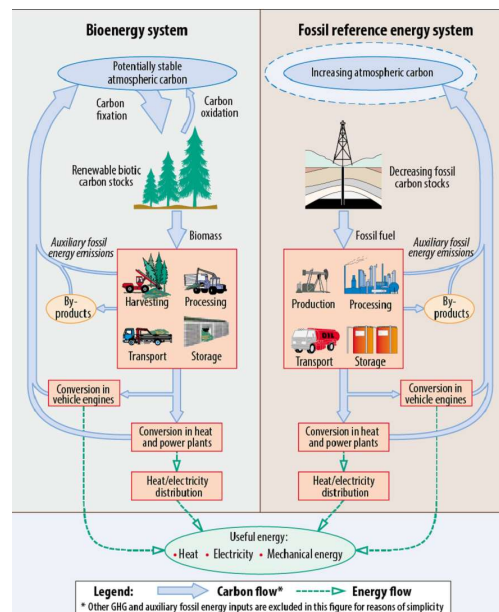 Bioenergy system
Potentially stable
atmospheric carbon
Carbon
fixation
Carbon
oxidation
Renewable biotic
carbon stocks
Biomass
Auxiliary fossil
energy emissions
Harvesting
Processing
By-
products
Transport
Storage
Conversion in
vehicle engines
Conversion in heat
and power plants
Heat/electricity
distribution
Fossil reference energy system
Increasing atmospheric carbon
Decreasing fossil
carbon stocks
Fossil fuel
Auxiliary fossil
energy emissions
Production
Processing
By-
products
OIL
Transport
Storage
Conversion in
vehicle engines
Conversion in heat
and power plants
Heat/electricity
distribution
Useful energy:
• Heat • Electricity • Mechanical energy
Legend: Carbon flow* Energy flow
* Other GHG and auxiliary fossil energy inputs are excluded in this figure for reasons of simplicity